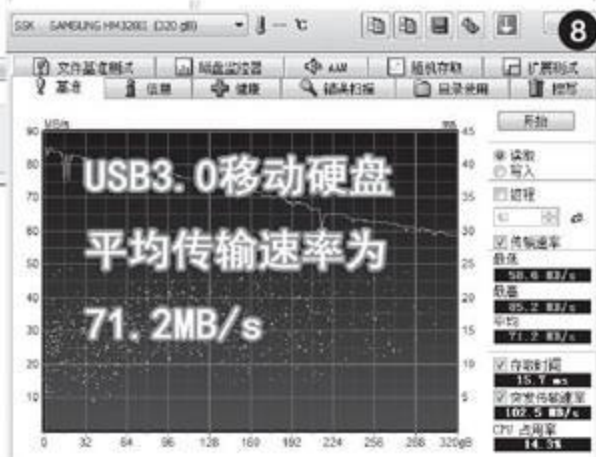 SSK SAMSUNG HM320II (320 gB)
-- ℃
8
文件基准测试 磁盘监控器 AAM 随机存取 扩展测试
基准 信息 健康 错误扫描 目录使用 擦写
MB/s ms
开始
90 80 70 60 50 40 30 20 10
45 40 35 30 25 20 15 10 5
USB3.0移动硬盘
平均传输速率为
71.2MB/s
读取
写入
传输速率
最低
58.6 MB/s
最高
85.2 MB/s
平均
71.2 MB/s
存取时间
15.7 ms
突发传输速率
102.5 MB/s
CPU 占用率
14.3%
0 32 64 96 128 160 192 224 256 288 320gB